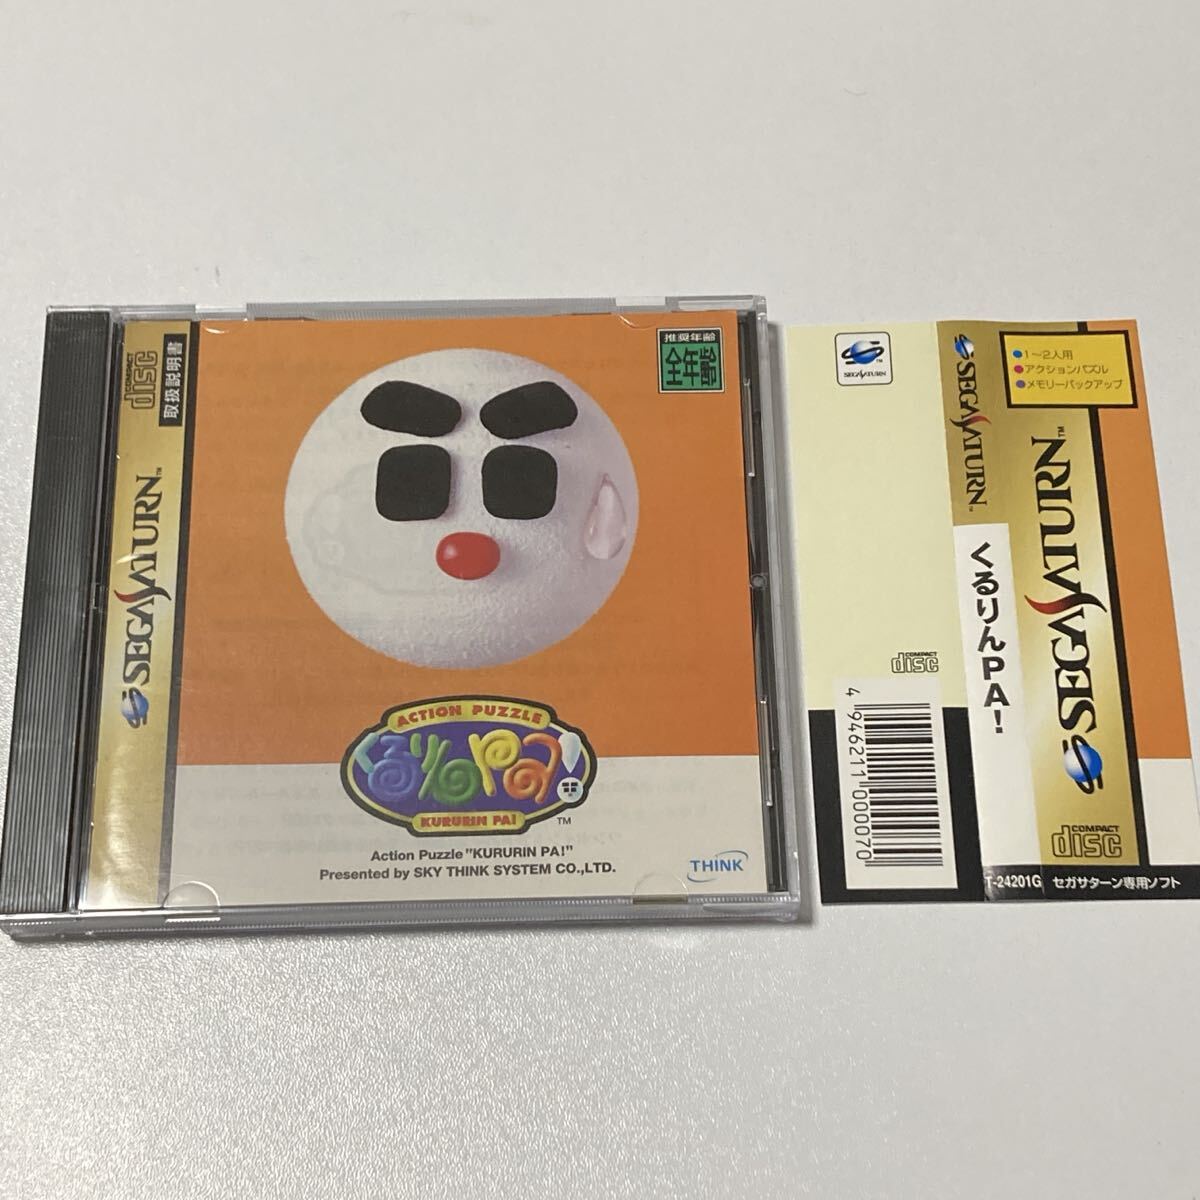 COMPACT
disc
取扱説明書
SEGA SATURN™
推奨年齢
全年齢
ACTION PUZZLE
くるりんPa!
KURURIN PA!
™
Action Puzzle "KURURIN PA!"
Presented by SKY THINK SYSTEM CO.,LTD.
THINK
SEGA SATURN
COMPACT
disc
4 946211 000070
SEGA SATURN™
くるりんPA!
T-24201G
1〜2人用
アクションパズル
メモリーバックアップ
SEGA SATURN™
COMPACT
disc
セガサターン専用ソフト